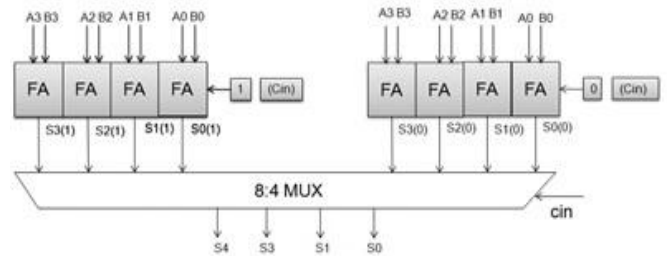 A3 B3 A2 B2 A1 B1 A0 B0 A3 B3 A2 B2 A1 B1 A0 B0
FA FA FA FA 1 (Cin) FA FA FA FA 0 (Cin)
S3(1) S2(1) S1(1) S0(1) S3(0) S2(0) S1(0) S0(0)
8:4 MUX
cin
S4 S3 S1 S0